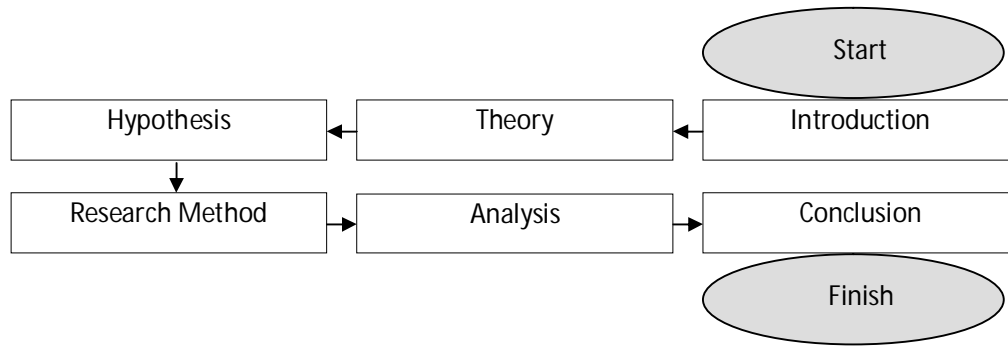 Start
Hypothesis
Theory
Introduction
Research Method
Analysis
Conclusion
Finish